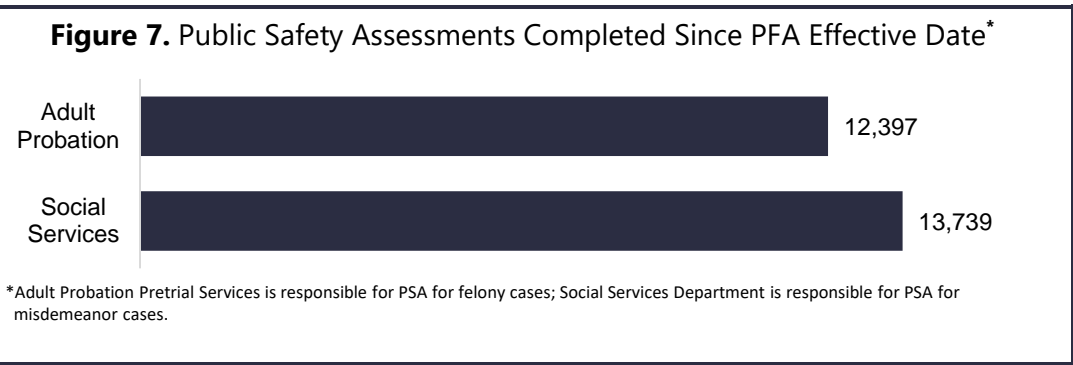 Figure 7. Public Safety Assessments Completed Since PFA Effective Date*
Adult
Probation
12,397
Social
Services
13,739
*Adult Probation Pretrial Services is responsible for PSA for felony cases; Social Services Department is responsible for PSA for
misdemeanor cases.